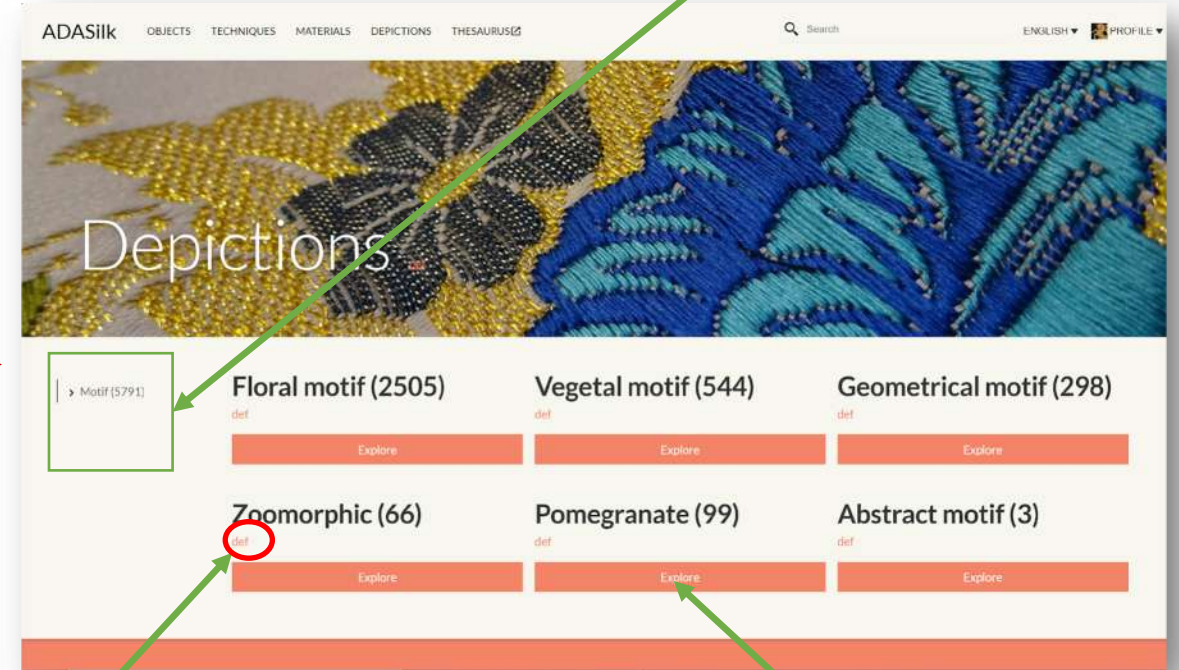 ADASilk OBJECTS TECHNIQUES MATERIALS DEPICTIONS THESAURUS Search ENGLISH ▼ PROFILE ▼
Depictions
› Motif (5791)
Floral motif (2505) Vegetal motif (544) Geometrical motif (298)
def def def
Explore Explore Explore
Zoomorphic (66) Pomegranate (99) Abstract motif (3)
def def def
Explore Explore Explore